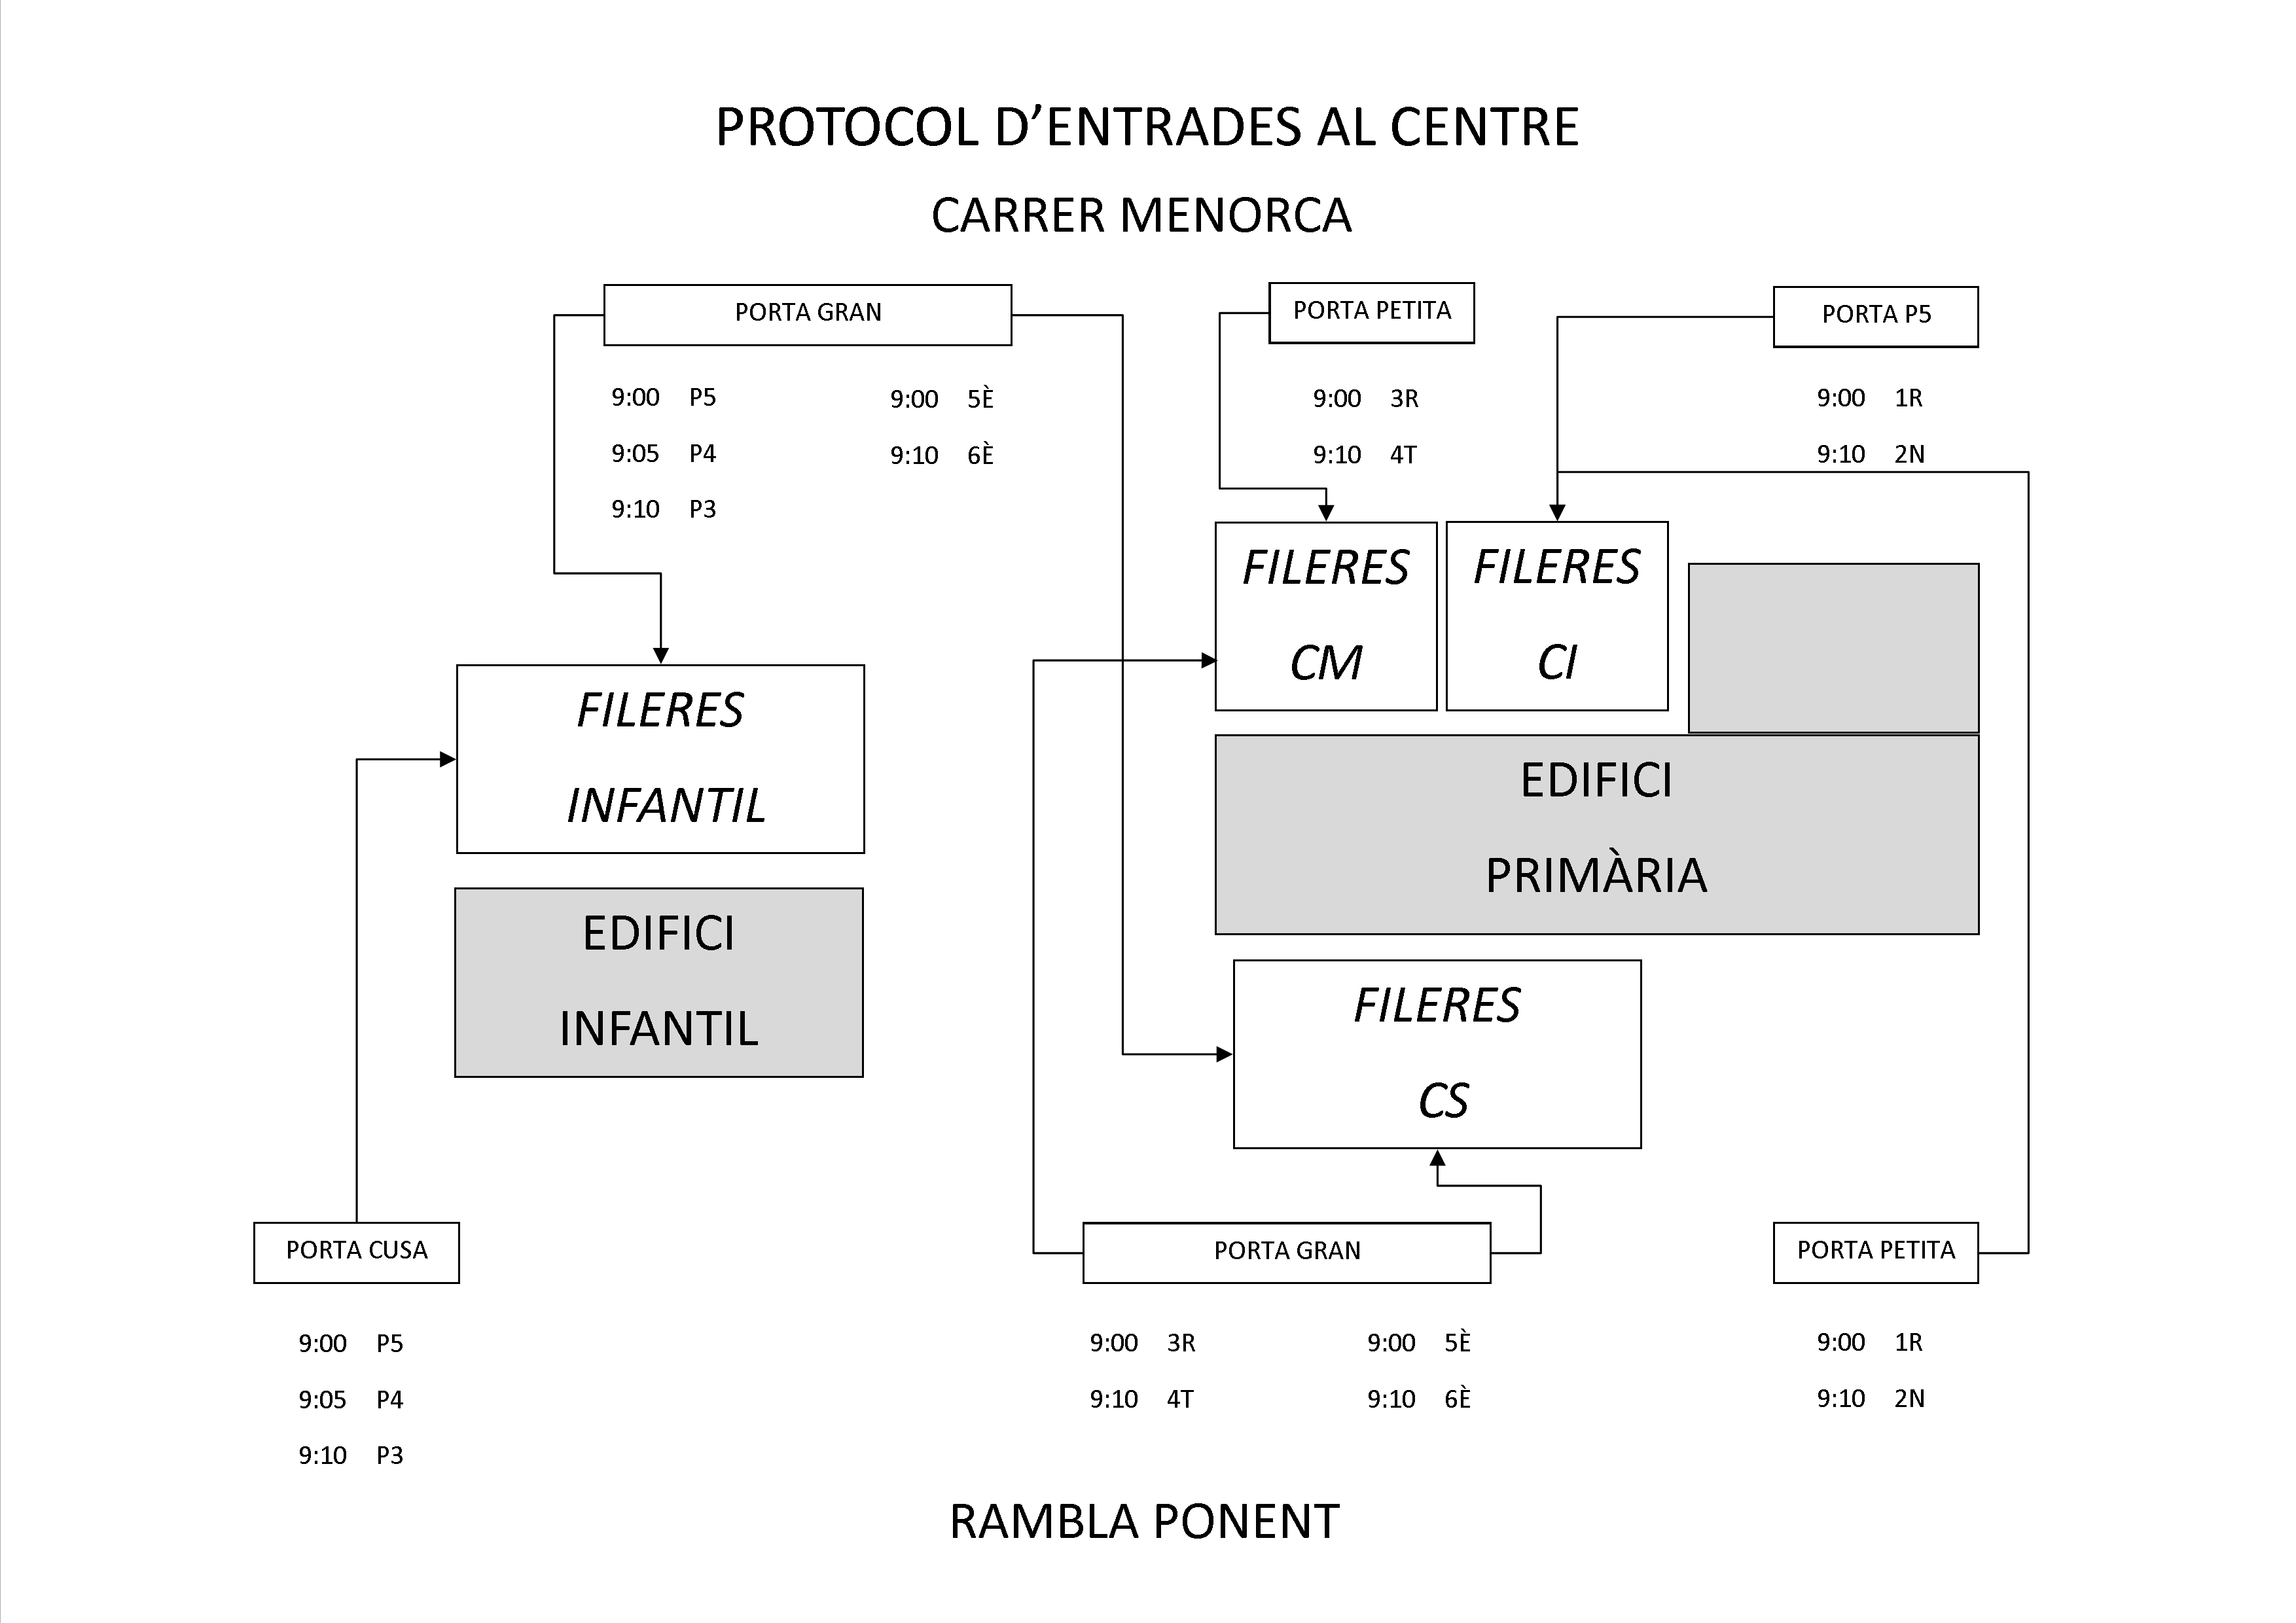 PROTOCOL D’ENTRADES AL CENTRE
CARRER MENORCA
PORTA GRAN
PORTA PETITA
PORTA P5
9:00 P5
9:05 P4
9:10 P3
9:00 5È
9:10 6È
9:00 3R
9:10 4T
9:00 1R
9:10 2N
FILERES
CM
FILERES
CI
FILERES
INFANTIL
EDIFICI
PRIMÀRIA
EDIFICI
INFANTIL
FILERES
CS
PORTA CUSA
PORTA GRAN
PORTA PETITA
9:00 P5
9:05 P4
9:10 P3
9:00 3R
9:10 4T
9:00 5È
9:10 6È
9:00 1R
9:10 2N
RAMBLA PONENT